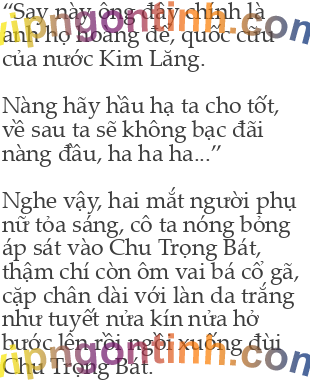 “Say này ông đây chính là
anh họ hoàng đế, quốc cữu
của nước Kim Lăng.
Nàng hãy hầu hạ ta cho tốt,
về sau ta sẽ không bạc đãi
nàng đâu, ha ha ha...”
Nghe vậy, hai mắt người phụ
nữ tỏa sáng, cô ta nóng bỏng
áp sát vào Chu Trọng Bát,
thậm chí còn ôm vai bá cổ gã,
cặp chân dài với làn da trắng
như tuyết nửa kín nửa hở
bước lên rồi ngồi xuống đùi
Chu Trọng Bát.
vipngontinh.com
vipngontinh.com